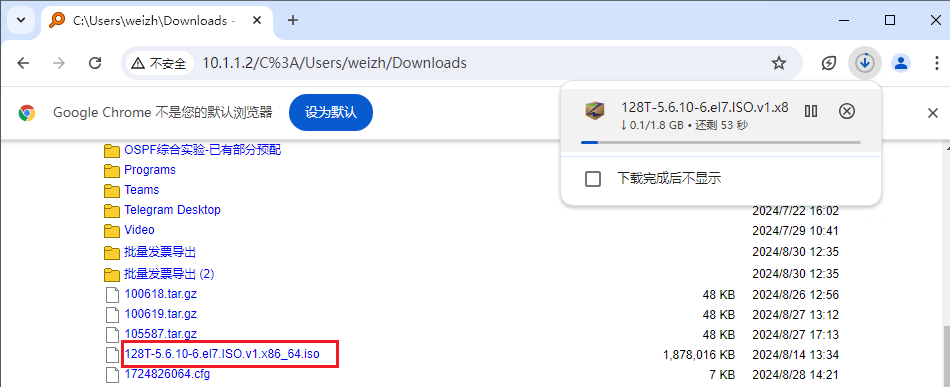 C:\Users\weizh\Downloads -
不安全 10.1.1.2/C%3A/Users/weizh/Downloads
Google Chrome 不是您的默认浏览器 设为默认
128T-5.6.10-6.el7.ISO.v1.x8
↓0.1/1.8 GB • 还剩 53 秒
下载完成后不显示
OSPF综合实验-已有部分预配
Programs
Teams
Telegram Desktop 2024/7/22 16:02
Video 2024/7/29 10:41
批量发票导出 2024/8/30 12:35
批量发票导出 (2) 2024/8/30 12:35
100618.tar.gz 48 KB 2024/8/26 12:56
100619.tar.gz 48 KB 2024/8/27 13:12
105587.tar.gz 48 KB 2024/8/27 17:13
128T-5.6.10-6.el7.ISO.v1.x86_64.iso 1,878,016 KB 2024/8/14 13:34
1724826064.cfg 7 KB 2024/8/28 14:21